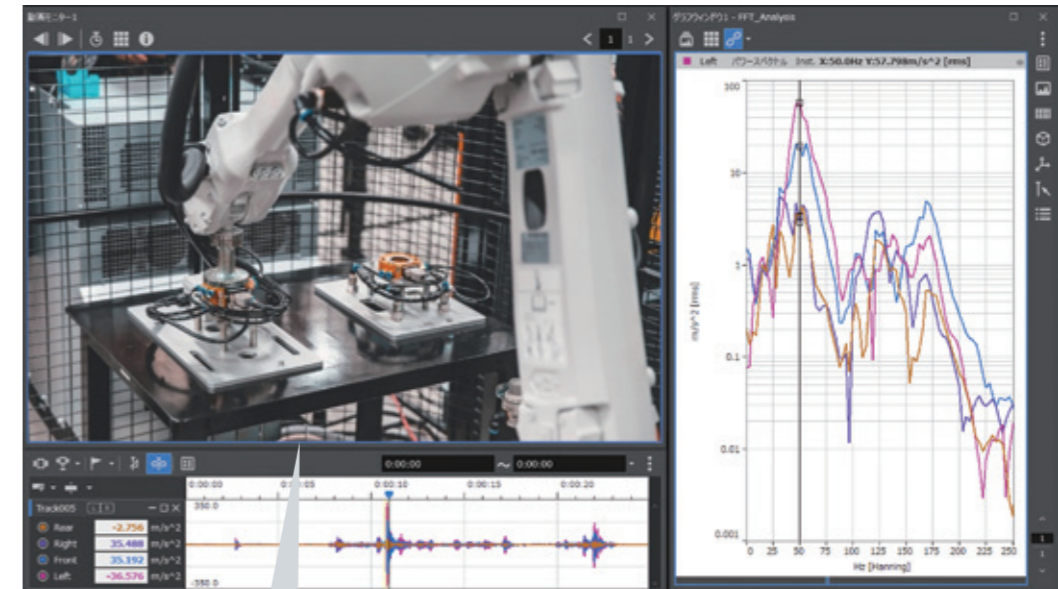 動画モニター1
1 1
0:00:00 ～ 0:00:00
0:00:00 0:00:05 0:00:10 0:00:15 0:00:20
Track005 L R
350.0
Rear -2.756 m/s^2
Right 35.488 m/s^2
Front 35.192 m/s^2
Left -36.576 m/s^2
-350.0
グラフウィンドウ1 - FFT_Analysis
Left パワースペクトル Inst. X:50.0Hz Y:57.798m/s^2 [rms]
100
10
1
0.1
0.01
0.001
m/s^2 [rms]
0 25 50 75 100 125 150 175 200 225 250
Hz [Hanning]
1
1